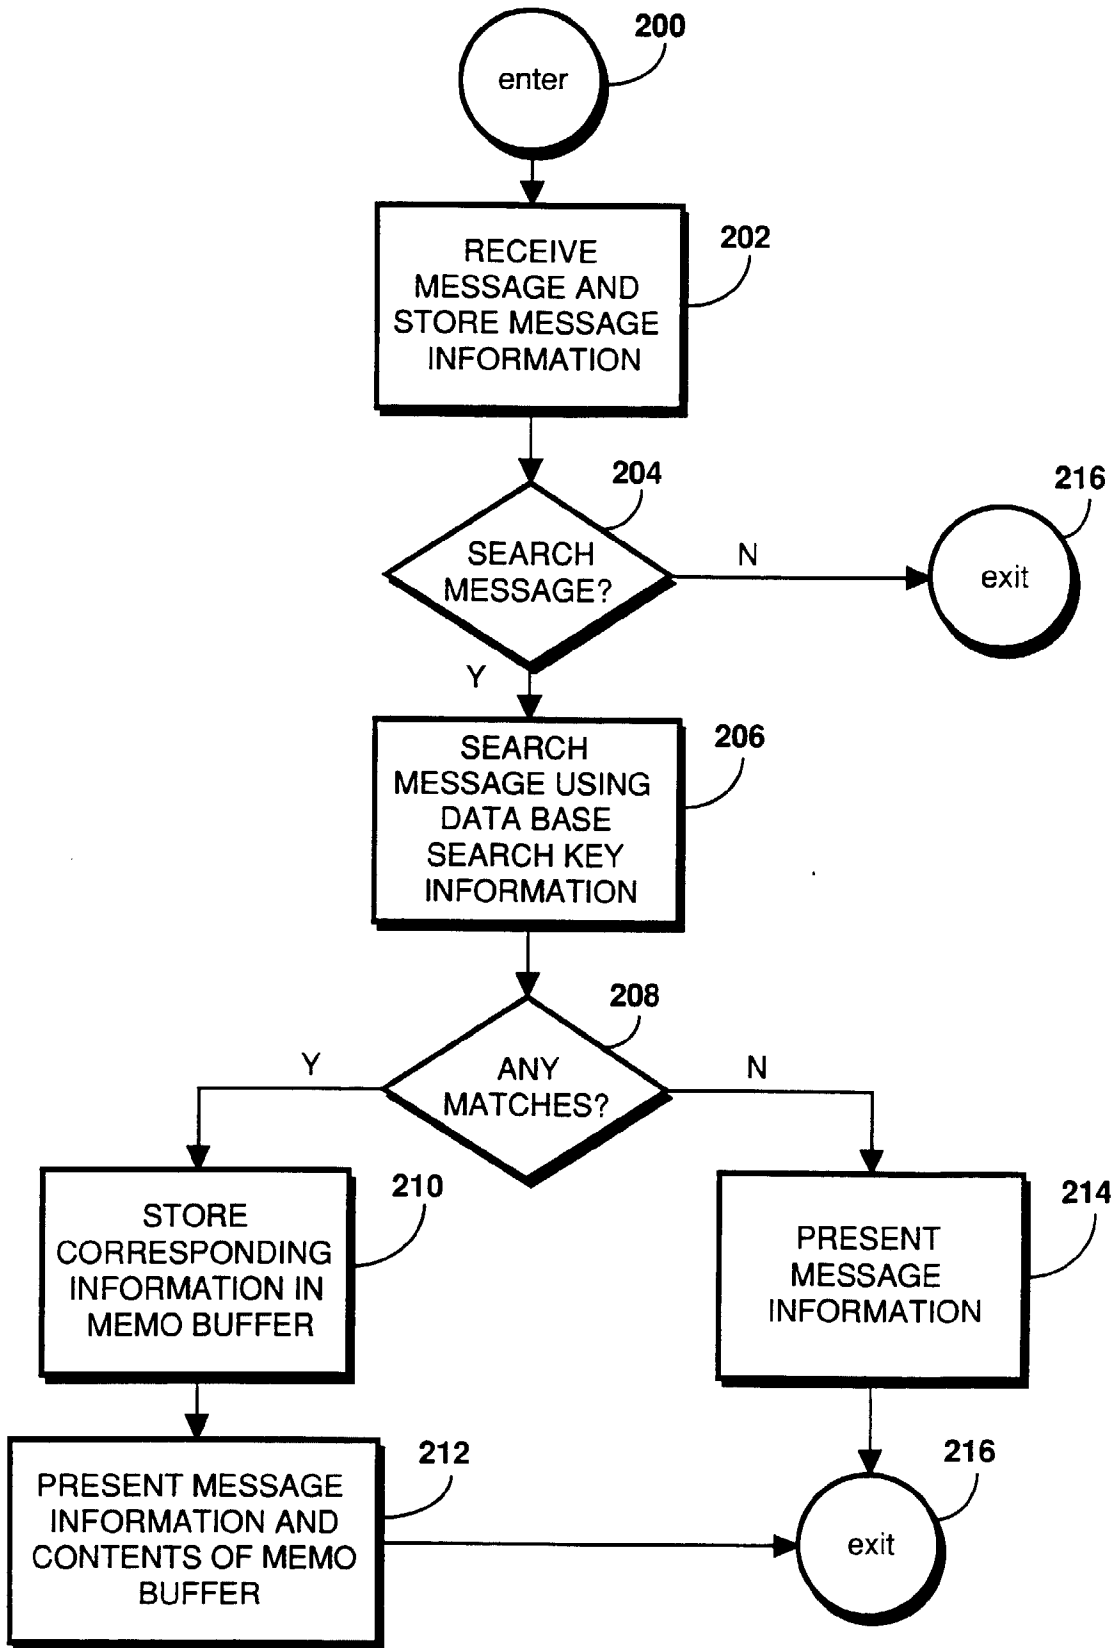 200
enter
202
RECEIVE
MESSAGE AND
STORE MESSAGE
INFORMATION
204
SEARCH
MESSAGE?
N
216
exit
Y
206
SEARCH
MESSAGE USING
DATA BASE
SEARCH KEY
INFORMATION
208
ANY
MATCHES?
Y
N
210
STORE
CORRESPONDING
INFORMATION IN
MEMO BUFFER
214
PRESENT
MESSAGE
INFORMATION
212
PRESENT MESSAGE
INFORMATION AND
CONTENTS OF MEMO
BUFFER
216
exit